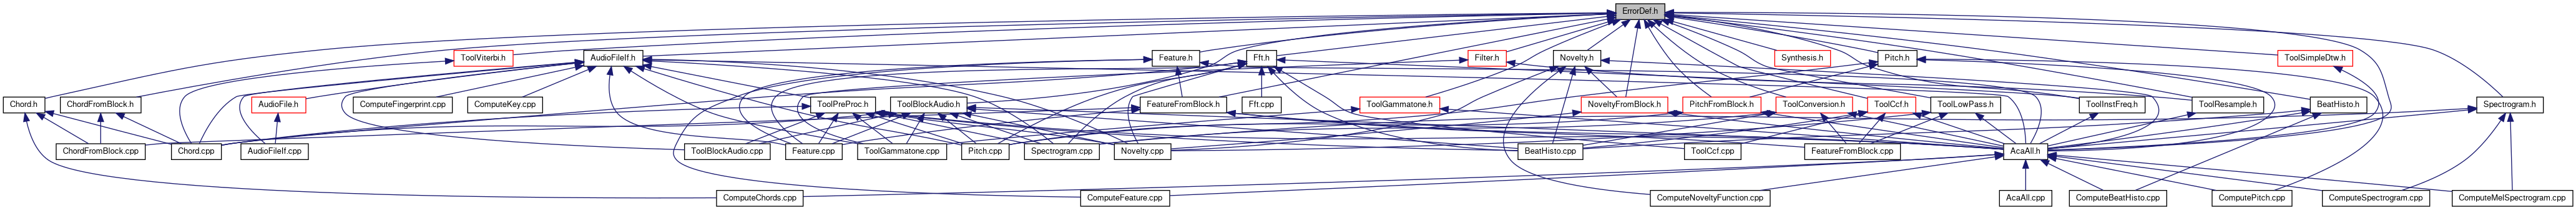 ErrorDef.h
ToolViterbi.h
AudioFileIf.h
Feature.h
Fft.h
Filter.h
Novelty.h
Synthesis.h
Pitch.h
ToolSimpleDtw.h
Chord.h
ChordFromBlock.h
AudioFile.h
ComputeFingerprint.cpp
ComputeKey.cpp
ToolPreProc.h
ToolBlockAudio.h
FeatureFromBlock.h
Fft.cpp
ToolGammatone.h
NoveltyFromBlock.h
PitchFromBlock.h
ToolConversion.h
ToolCcf.h
ToolLowPass.h
ToolInstFreq.h
ToolResample.h
BeatHisto.h
Spectrogram.h
ChordFromBlock.cpp
Chord.cpp
AudioFileIf.cpp
ToolBlockAudio.cpp
Feature.cpp
ToolGammatone.cpp
Pitch.cpp
Spectrogram.cpp
Novelty.cpp
BeatHisto.cpp
ToolCcf.cpp
FeatureFromBlock.cpp
AcaAll.h
ComputeChords.cpp
ComputeFeature.cpp
ComputeNoveltyFunction.cpp
AcaAll.cpp
ComputeBeatHisto.cpp
ComputePitch.cpp
ComputeSpectrogram.cpp
ComputeMelSpectrogram.cpp